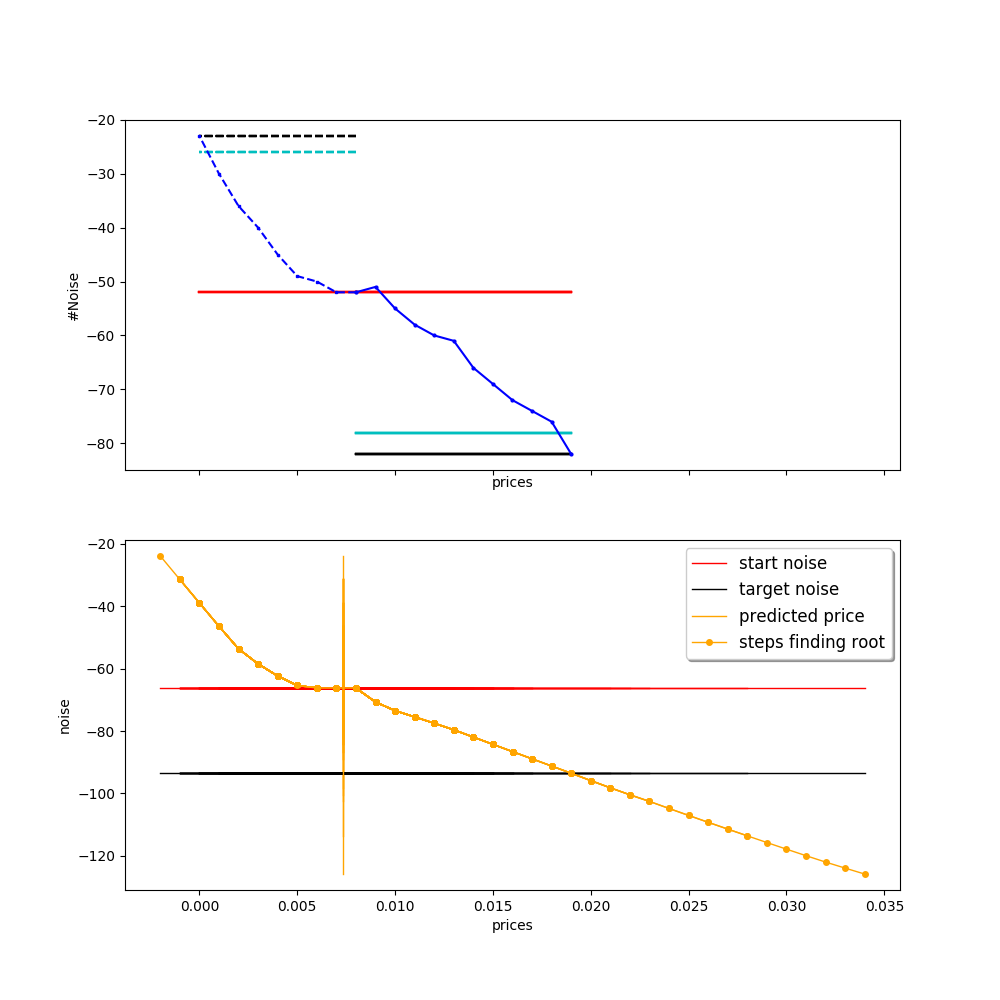 −20
−30
−40
−50
−60
−70
−80
#Noise
prices
−20
−40
−60
−80
−100
−120
noise
start noise
target noise
predicted price
steps finding root
0.000 0.005 0.010 0.015 0.020 0.025 0.030 0.035
prices